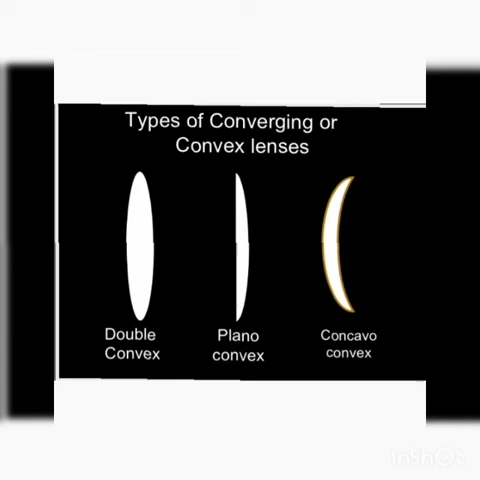 Types of Converging or
Convex lenses
Double
Convex
Plano
convex
Concavo
convex
InShot